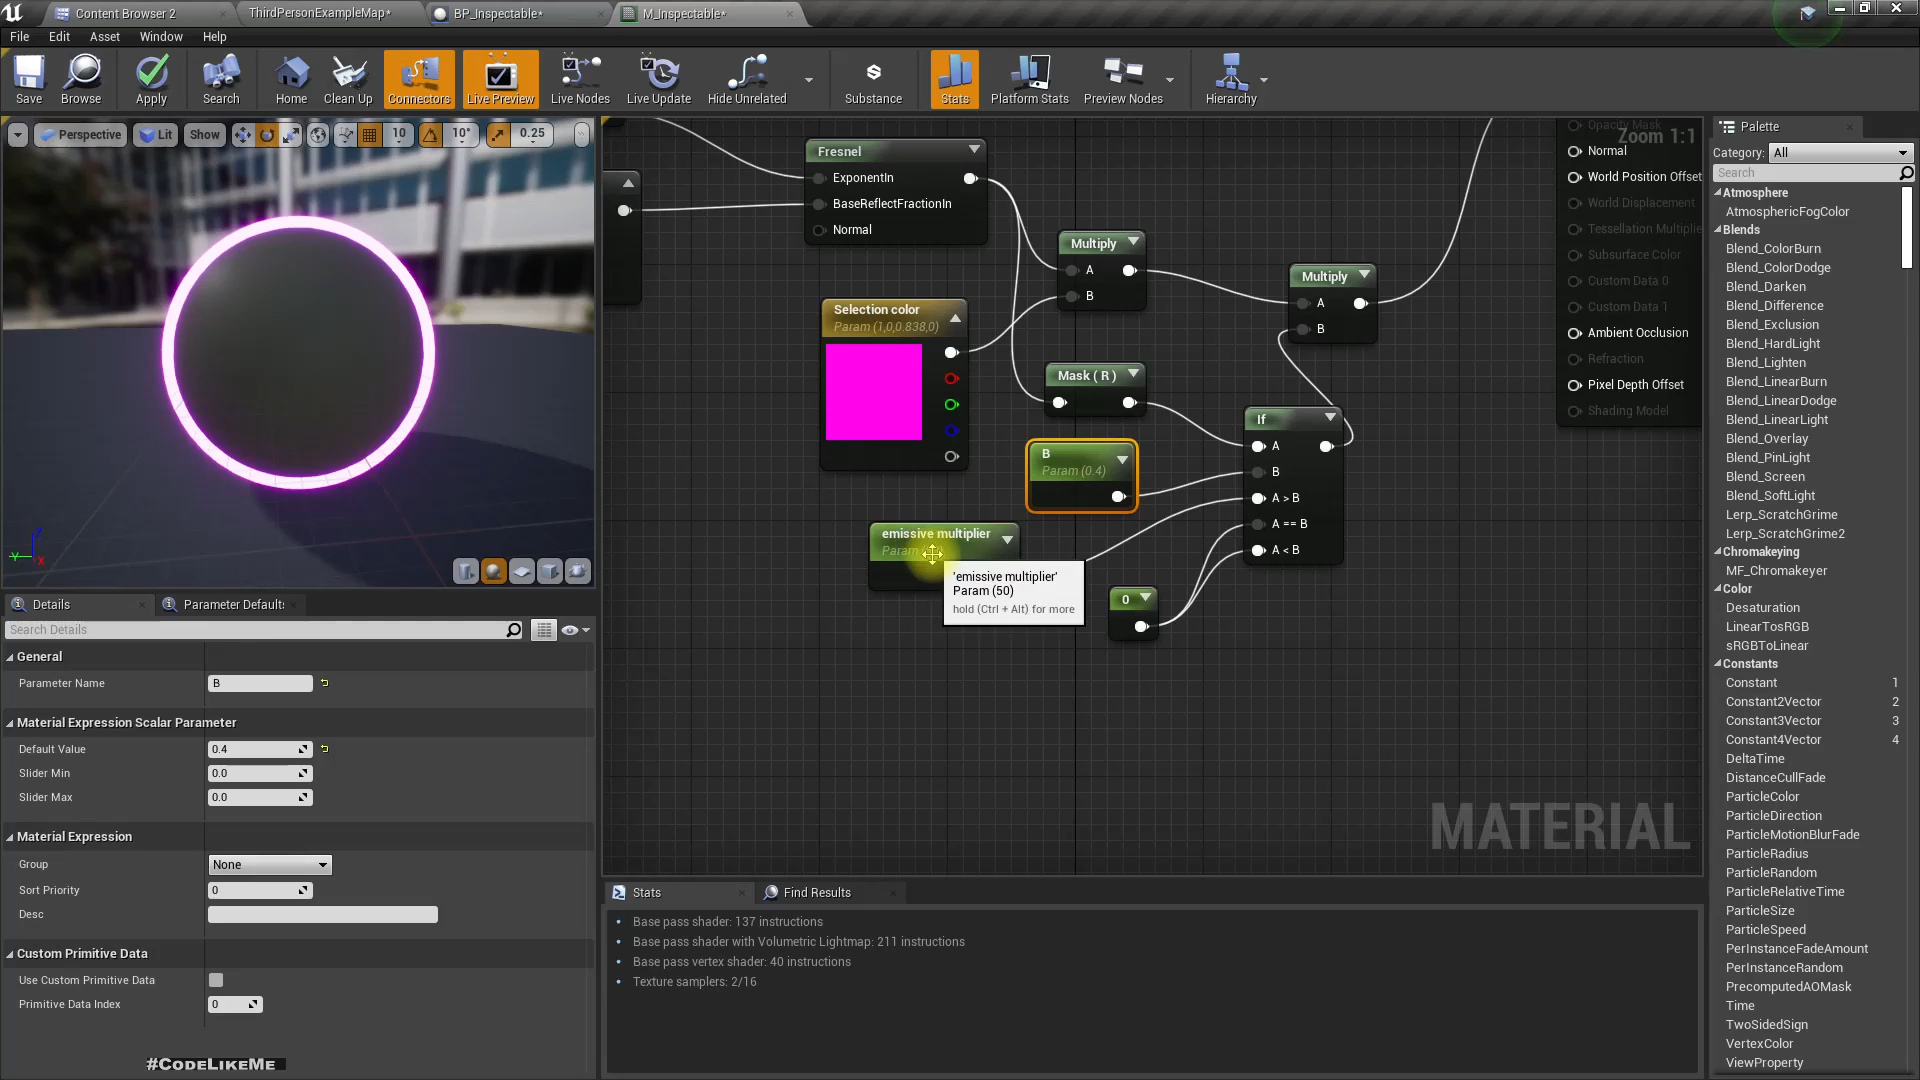 Content Browser 2
ThirdPersonExampleMap*
BP_Inspectable*
M_Inspectable*
File Edit Asset Window Help
Save Browse Apply Search Home Clean Up Connectors Live Preview Live Nodes Live Update Hide Unrelated Substance Stats Platform Stats Preview Nodes Hierarchy
Perspective Lit Show 10 10° 0.25
Zoom 1:1
Fresnel
ExponentIn
BaseReflectFractionIn
Normal
Selection color
Param (1,0,0.838,0)
Multiply
A
B
Mask ( R )
B
Param (0.4)
emissive multiplier
Param
'emissive multiplier'
Param (50)
hold (Ctrl + Alt) for more
0
If
A
B
A > B
A == B
A < B
Multiply
A
B
Opacity Mask
Normal
World Position Offset
World Displacement
Tessellation Multiplie
Subsurface Color
Custom Data 0
Custom Data 1
Ambient Occlusion
Refraction
Pixel Depth Offset
Shading Model
MATERIAL
Details
Parameter Default
Search Details
General
Parameter Name B
Material Expression Scalar Parameter
Default Value 0.4
Slider Min 0.0
Slider Max 0.0
Material Expression
Group None
Sort Priority 0
Desc
Custom Primitive Data
Use Custom Primitive Data
Primitive Data Index 0
#CodeLikeMe
Stats
Find Results
Base pass shader: 137 instructions
Base pass shader with Volumetric Lightmap: 211 instructions
Base pass vertex shader: 40 instructions
Texture samplers: 2/16
Palette
Category: All
Search
Atmosphere
AtmosphericFogColor
Blends
Blend_ColorBurn
Blend_ColorDodge
Blend_Darken
Blend_Difference
Blend_Exclusion
Blend_HardLight
Blend_Lighten
Blend_LinearBurn
Blend_LinearDodge
Blend_LinearLight
Blend_Overlay
Blend_PinLight
Blend_Screen
Blend_SoftLight
Lerp_ScratchGrime
Lerp_ScratchGrime2
Chromakeying
MF_Chromakeyer
Color
Desaturation
LinearTosRGB
sRGBToLinear
Constants
Constant 1
Constant2Vector 2
Constant3Vector 3
Constant4Vector 4
DeltaTime
DistanceCullFade
ParticleColor
ParticleDirection
ParticleMotionBlurFade
ParticleRadius
ParticleRandom
ParticleRelativeTime
ParticleSize
ParticleSpeed
PerInstanceFadeAmount
PerInstanceRandom
PrecomputedAOMask
Time
TwoSidedSign
VertexColor
ViewProperty